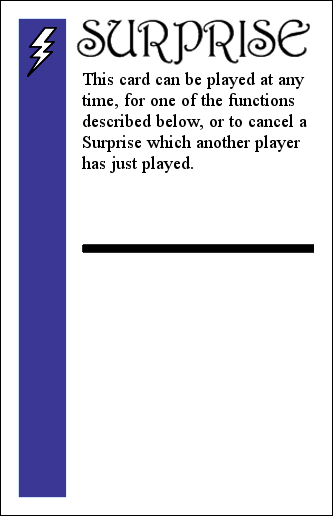 SURPRISE
This card can be played at any
time, for one of the functions
described below, or to cancel a
Surprise which another player
has just played.